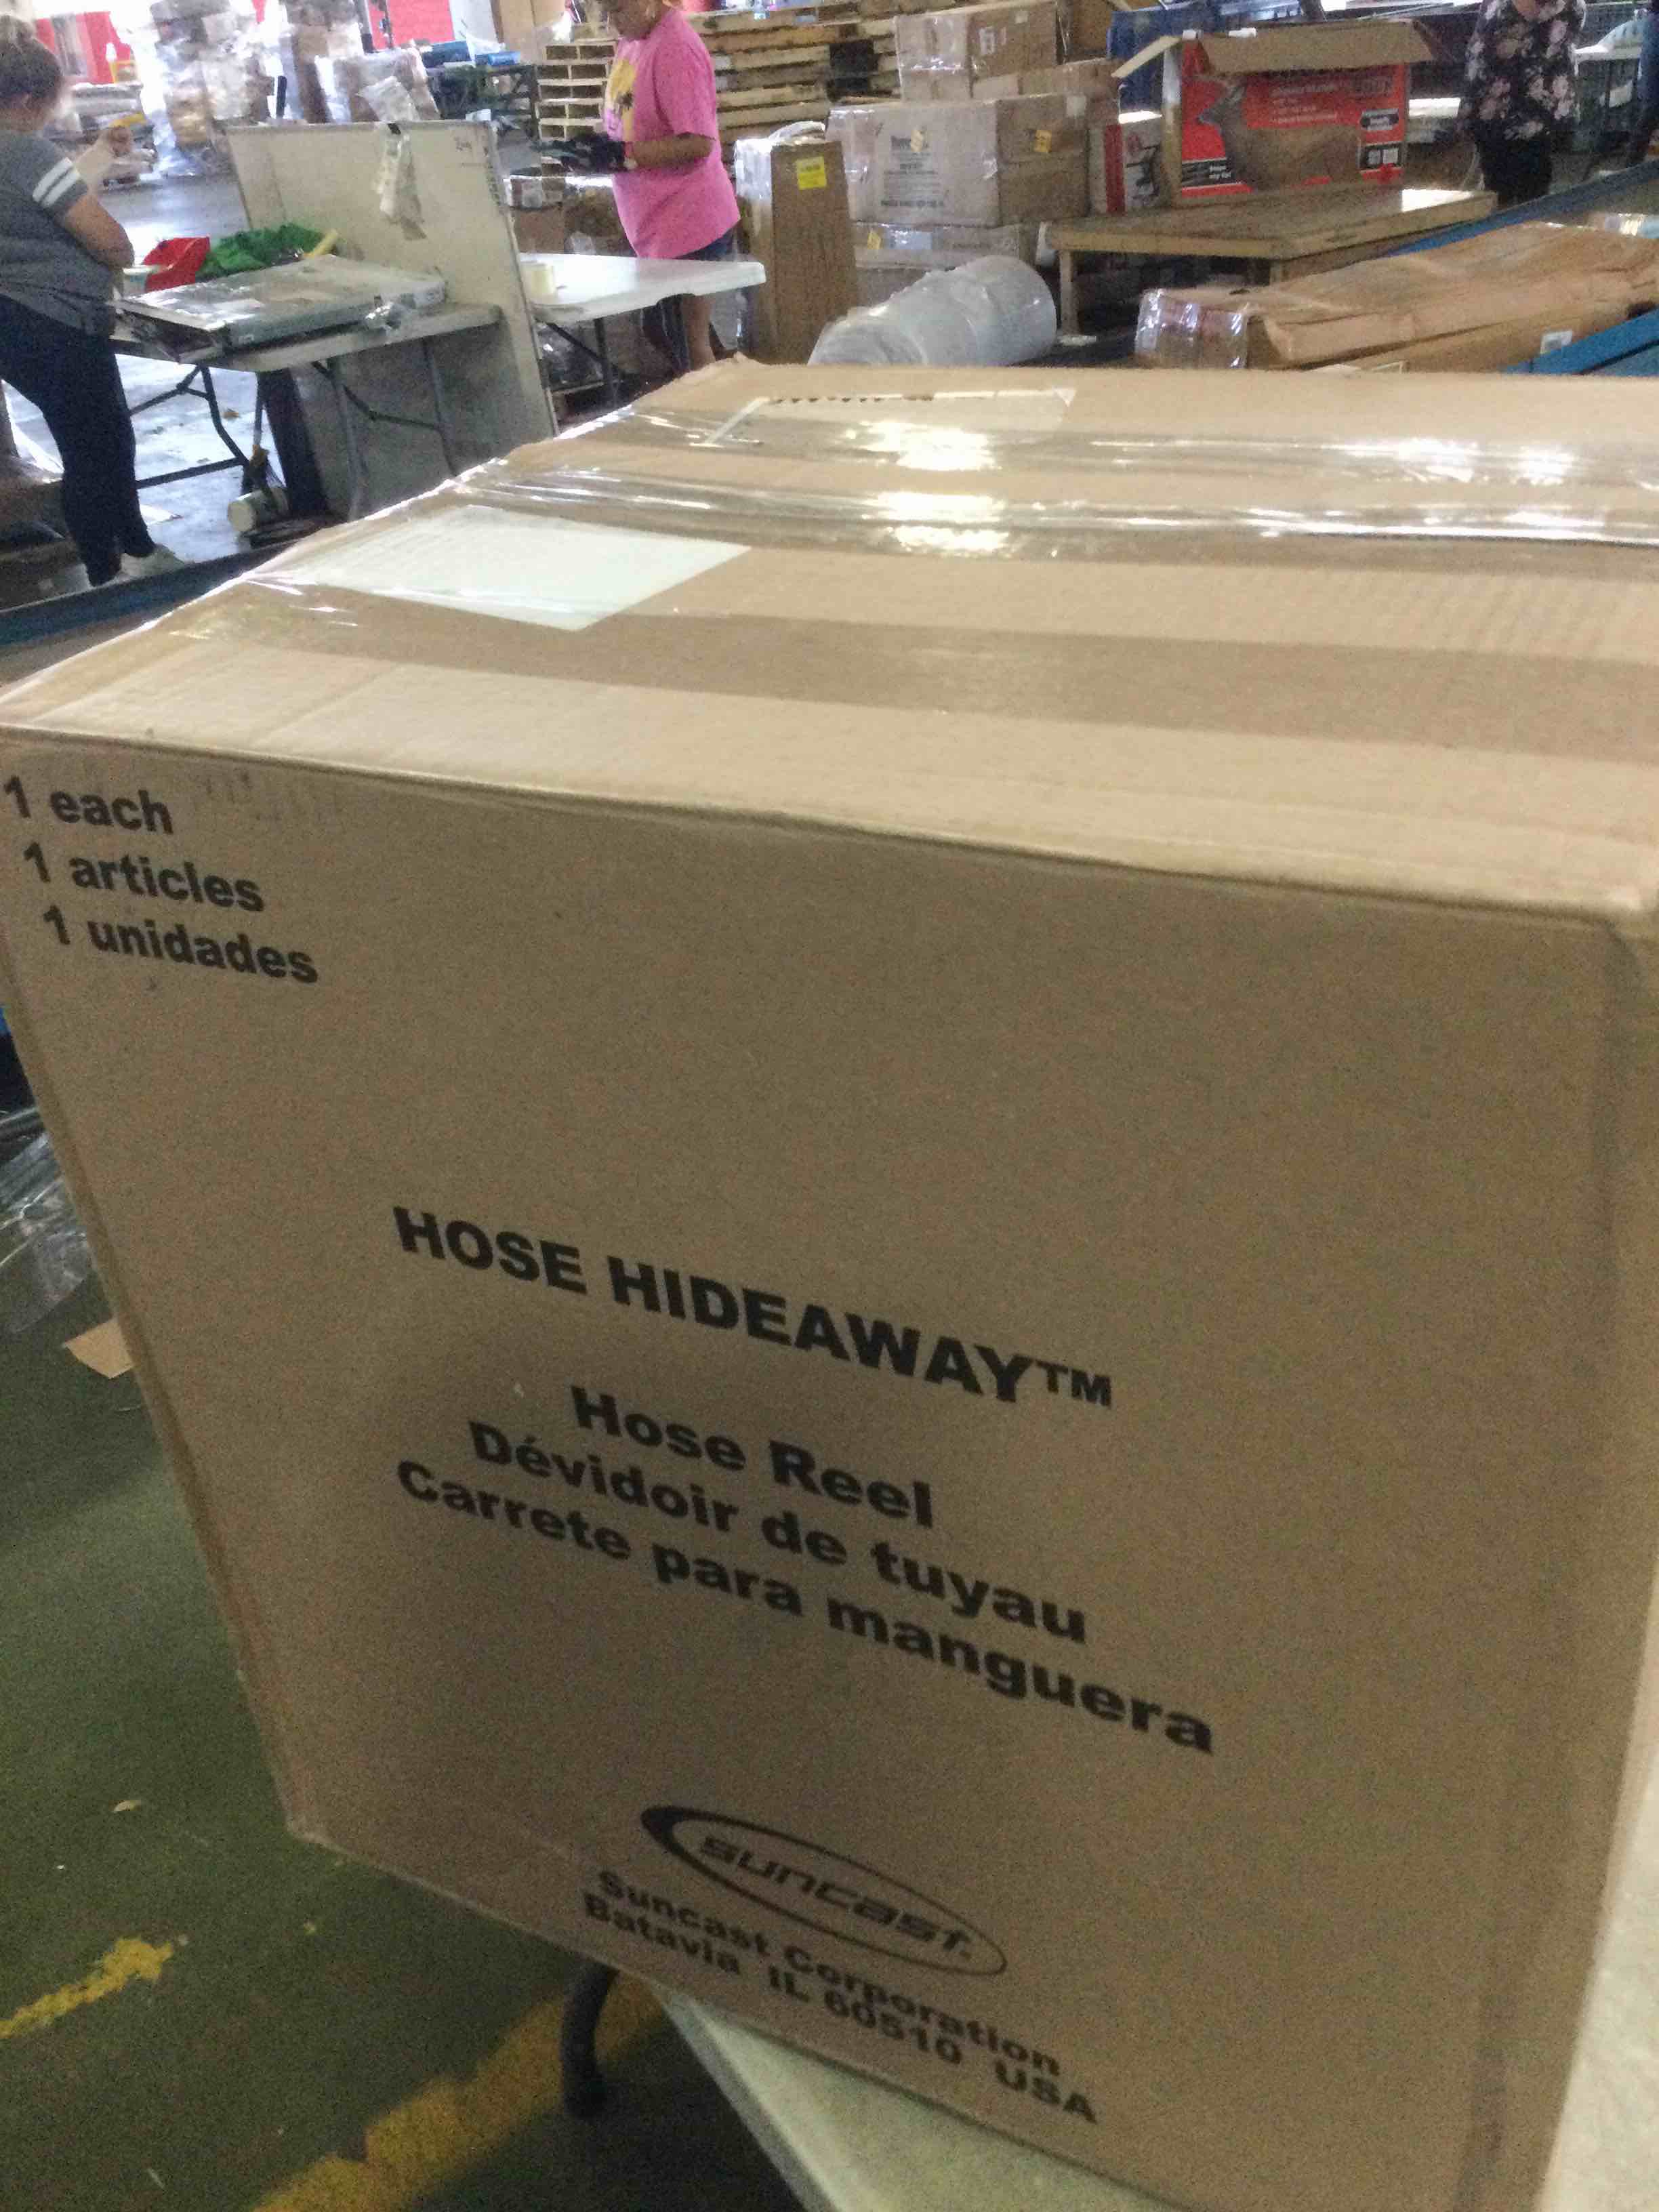 1 each
1 articles
1 unidades
HOSE HIDEAWAY™
Hose Reel
Dévidoir de tuyau
Carrete para manguera
suncast.
Suncast Corporation
Batavia IL 60510 USA